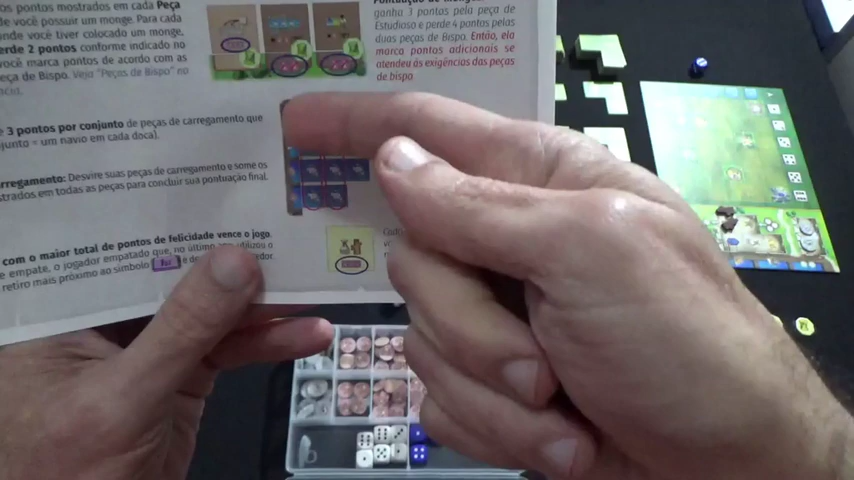 os pontos mostrados em cada Peça
de você possuir um monge. Para cada
onde você tiver colocado um monge.
erde 2 pontos conforme indicado no
você marca pontos de acordo com as
eça de Bispo. Veja "Peças de Bispo" no
ncia.
ganha 3 pontos pela peça de
Estudioso e perde 4 pontos pelas
duas peças de Bispo. Então, ela
marca pontos adicionais se
atender às exigências das peças
de bispo
e 3 pontos por conjunto de peças de carregamento que
junto = um navio em cada doca).
rregamento: Desvire suas peças de carregamento e some os
strados em todas as peças para concluir sua pontuação final.
com o maior total de pontos de felicidade vence o jogo.
e empate, o jogador empatado que, no último
retiro mais próximo ao símbolo